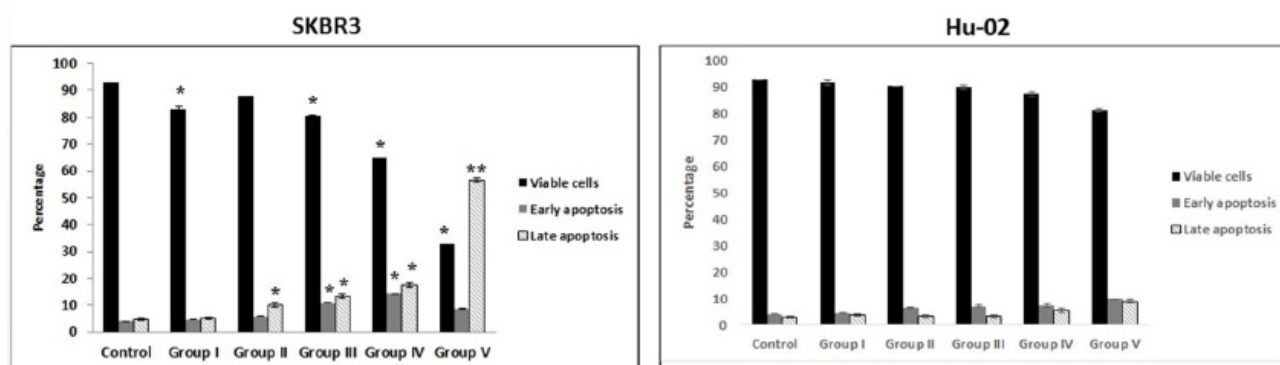 SKBR3
100
90
80
70
60
50
40
30
20
10
0
Percentage
*
*
*
*
*
*
*
*
*
**
Control Group I Group II Group III Group IV Group V
Viable cells
Early apoptosis
Late apoptosis
Hu-02
100
90
80
70
60
50
40
30
20
10
0
Percentage
Control Group I Group II Group III Group IV Group V
Viable cells
Early apoptosis
Late apoptosis